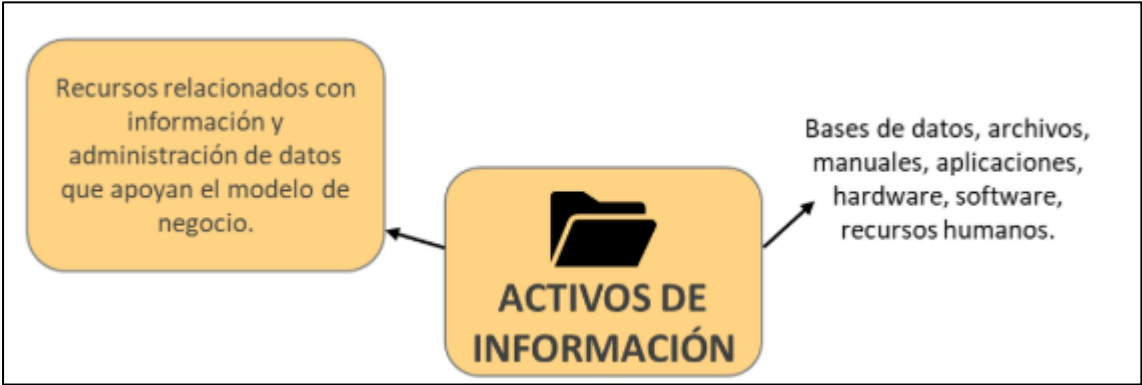 Recursos relacionados con
información y
administración de datos
que apoyan el modelo de
negocio.
ACTIVOS DE
INFORMACIÓN
Bases de datos, archivos,
manuales, aplicaciones,
hardware, software,
recursos humanos.